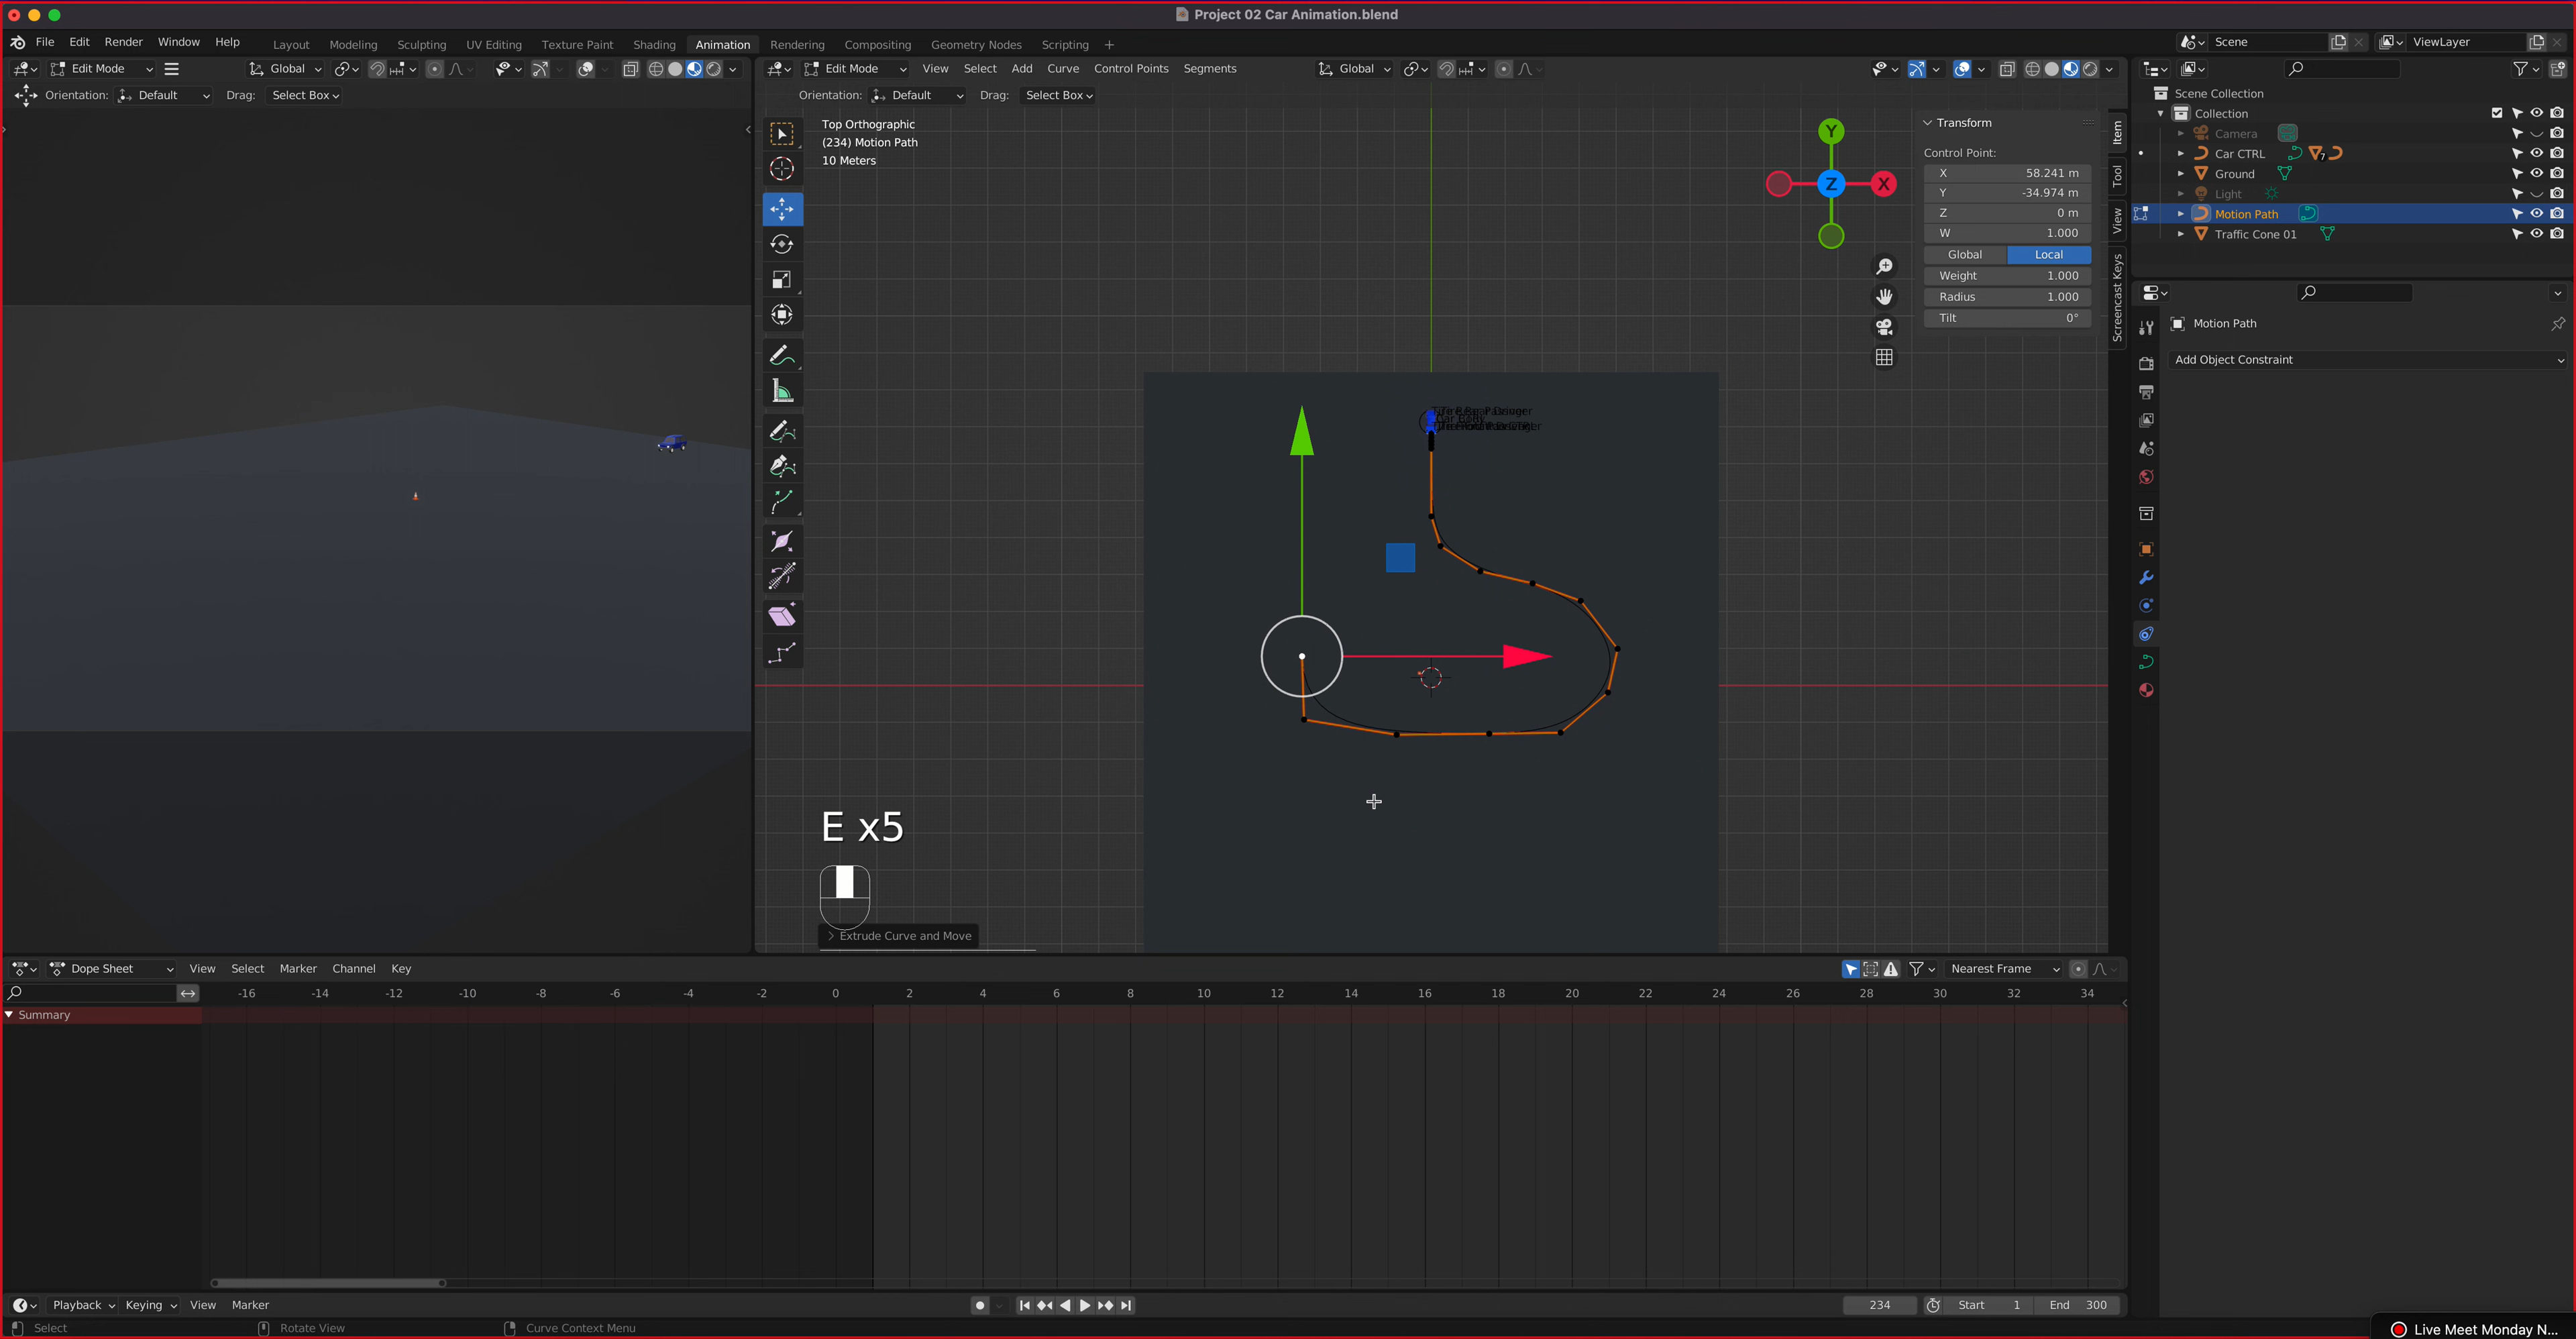 Project 02 Car Animation.blend
File Edit Render Window Help
Layout Modeling Sculpting UV Editing Texture Paint Shading Animation Rendering Compositing Geometry Nodes Scripting +
Scene
ViewLayer
Edit Mode
Global
Edit Mode View Select Add Curve Control Points Segments
Global
Orientation: Default Drag: Select Box
Orientation: Default Drag: Select Box
Top Orthographic
(234) Motion Path
10 Meters
Y
Z
X
Transform
Control Point:
X 58.241 m
Y -34.974 m
Z 0 m
W 1.000
Global Local
Weight 1.000
Radius 1.000
Tilt 0°
Item
Tool
View
Screencast Keys
Scene Collection
Collection
Camera
Car CTRL
7
Ground
Light
Motion Path
Traffic Cone 01
Motion Path
Add Object Constraint
E x5
Extrude Curve and Move
Dope Sheet View Select Marker Channel Key
Nearest Frame
-16 -14 -12 -10 -8 -6 -4 -2 0 2 4 6 8 10 12 14 16 18 20 22 24 26 28 30 32 34
Summary
Playback Keying View Marker
234
Start 1
End 300
Select
Rotate View
Curve Context Menu
Live Meet Monday N...